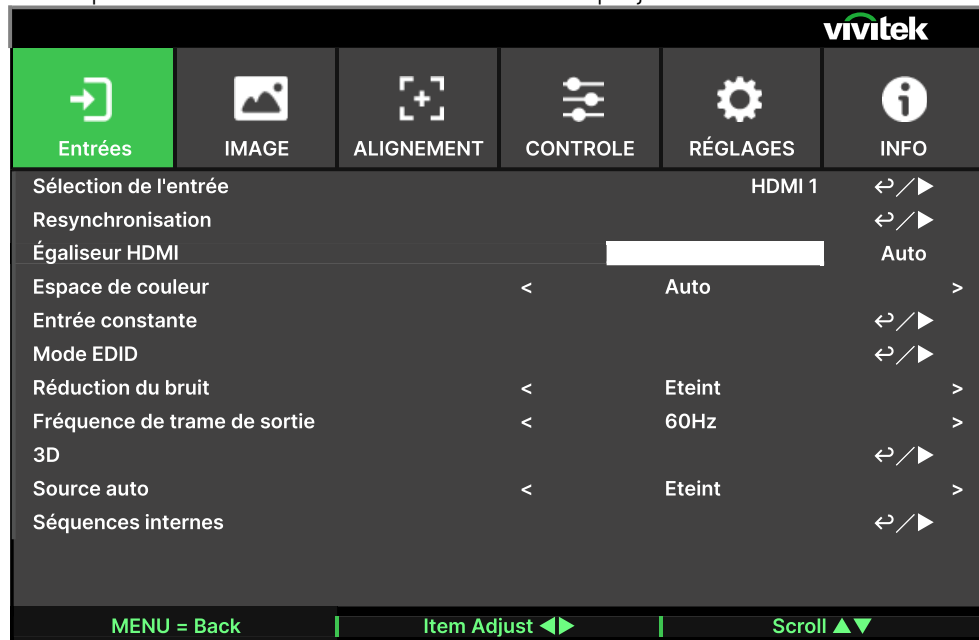 vivitek
Entrées IMAGE ALIGNEMENT CONTROLE RÉGLAGES INFO
Sélection de l'entrée HDMI 1
Resynchronisation
Égaliseur HDMI Auto
Espace de couleur < Auto >
Entrée constante
Mode EDID
Réduction du bruit < Eteint >
Fréquence de trame de sortie < 60Hz >
3D
Source auto < Eteint >
Séquences internes
MENU = Back Item Adjust ◀▶ Scroll ▲▼